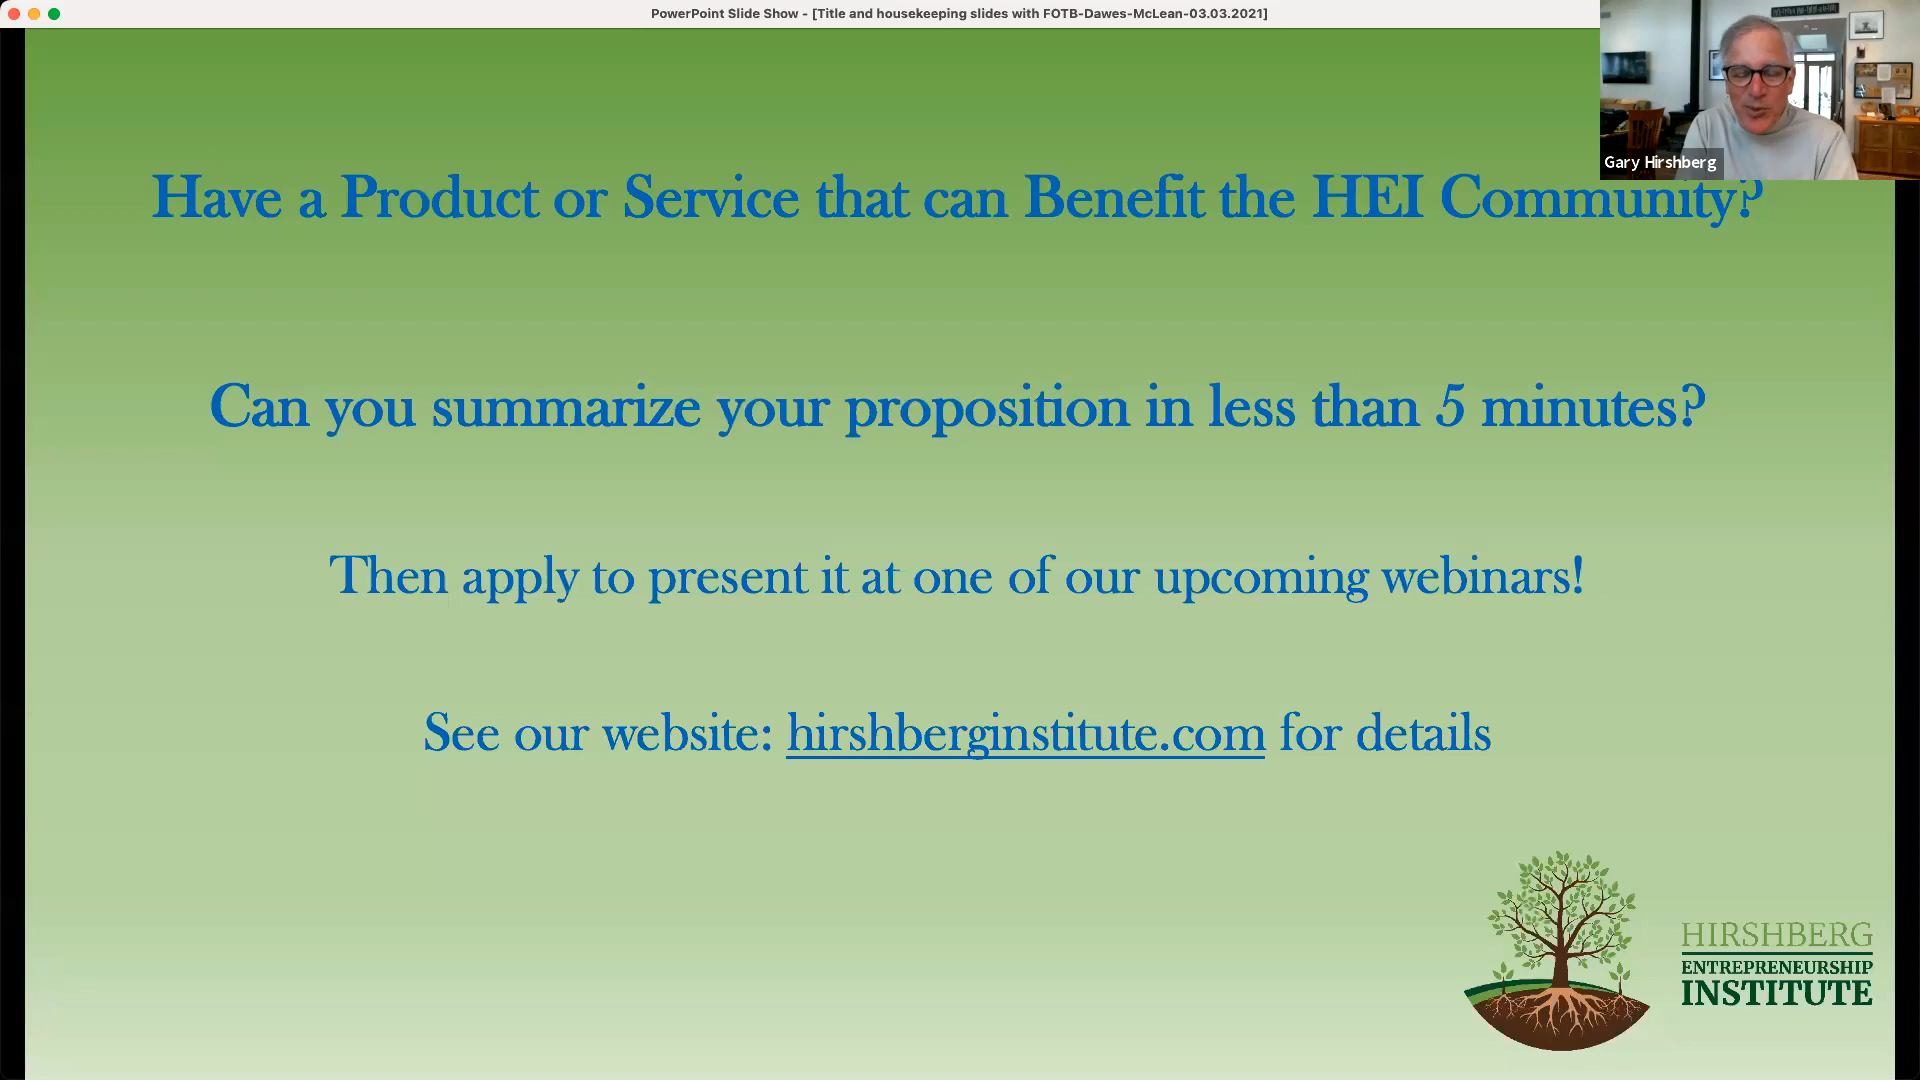 PowerPoint Slide Show - [Title and housekeeping slides with FOTB-Dawes-McLean-03.03.2021]
Gary Hirshberg
Have a Product or Service that can Benefit the HEI Community?
Can you summarize your proposition in less than 5 minutes?
Then apply to present it at one of our upcoming webinars!
See our website: hirshberginstitute.com for details
HIRSHBERG
ENTREPRENEURSHIP
INSTITUTE